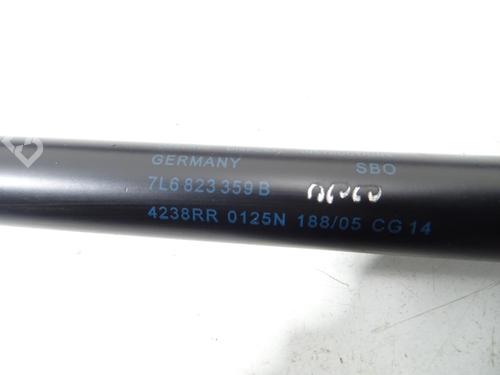 GERMANY SBO
7L6 823 359 B
4238RR 0125N 188/05 CG 14